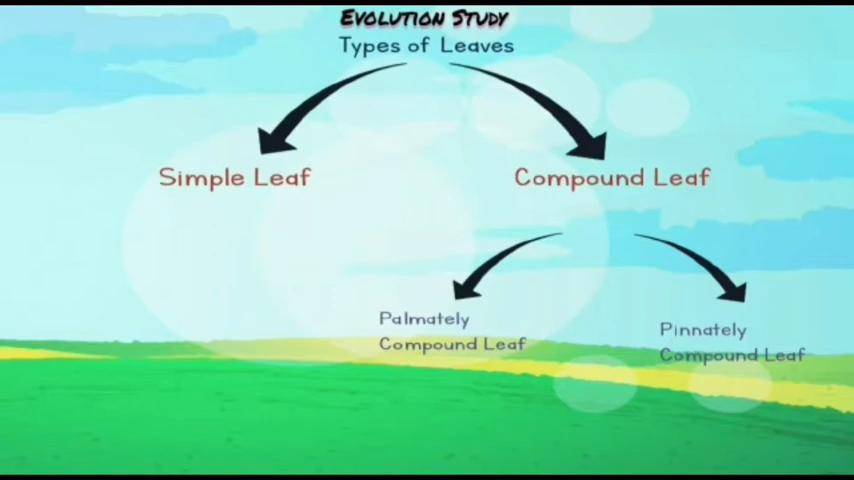 Evolution Study
Types of Leaves
Simple Leaf
Compound Leaf
Palmately
Compound Leaf
Pinnately
Compound Leaf